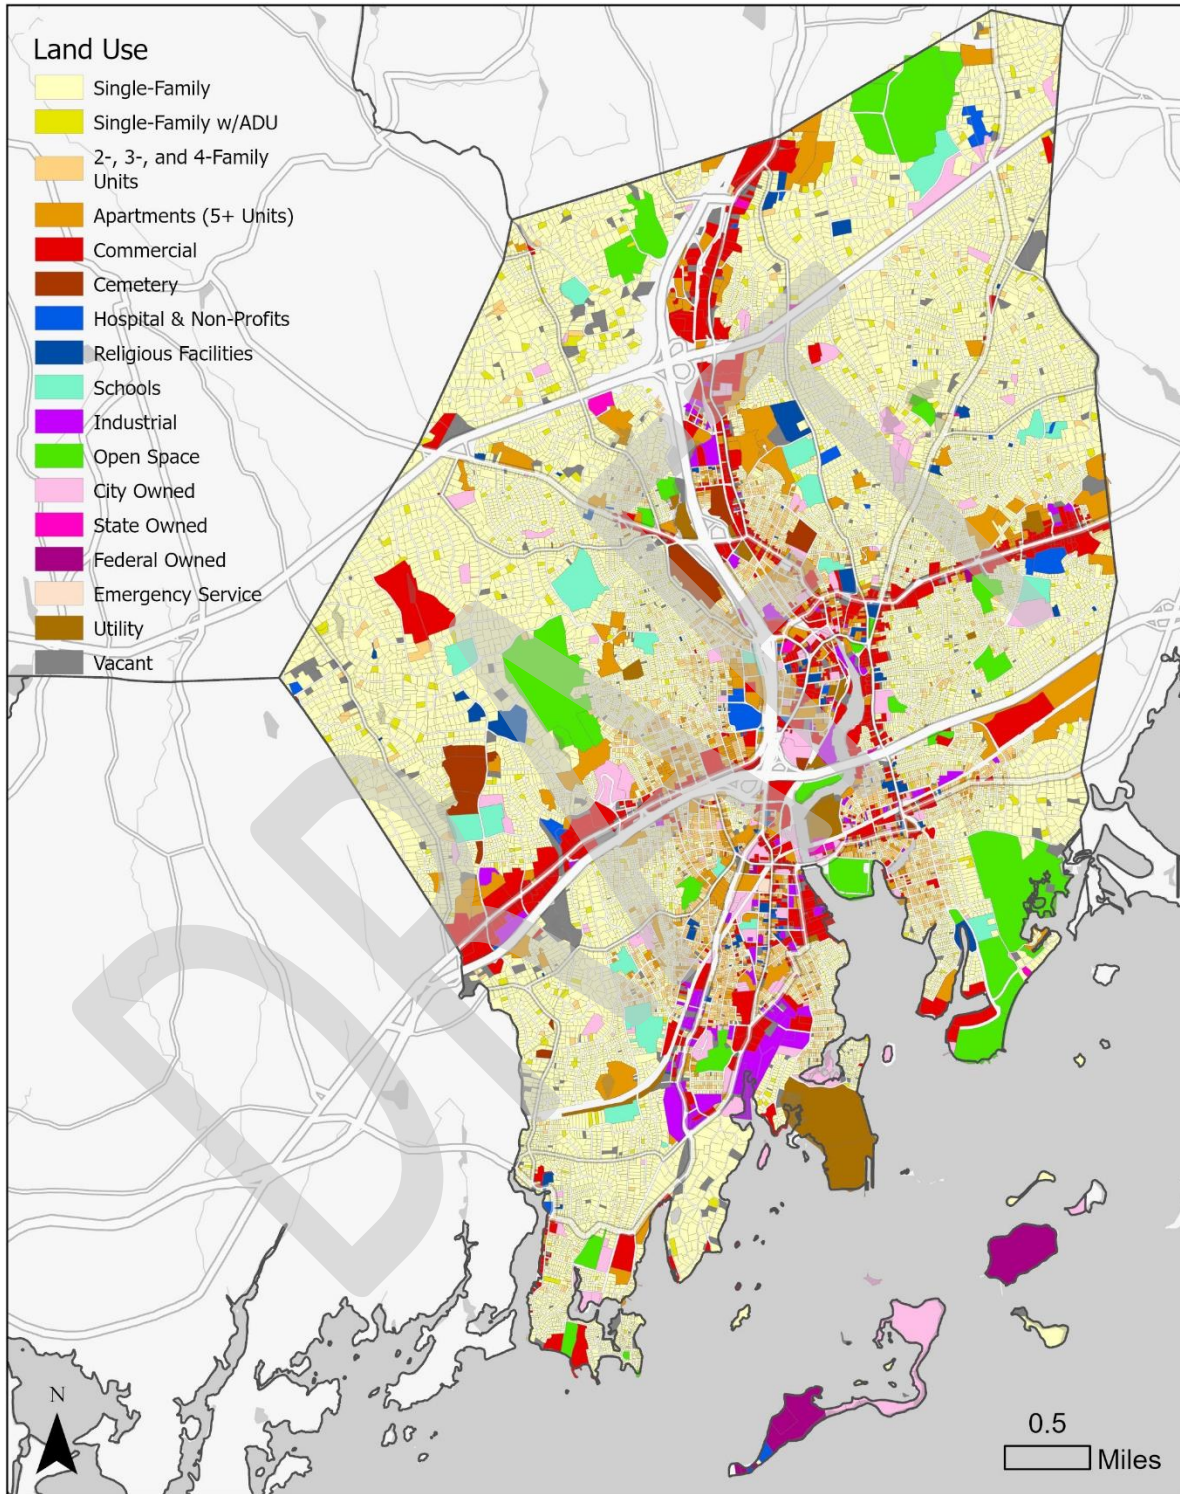 Land Use
Single-Family
Single-Family w/ADU
2-, 3-, and 4-Family
Units
Apartments (5+ Units)
Commercial
Cemetery
Hospital & Non-Profits
Religious Facilities
Schools
Industrial
Open Space
City Owned
State Owned
Federal Owned
Emergency Service
Utility
Vacant
DRAFT
N
0.5
Miles